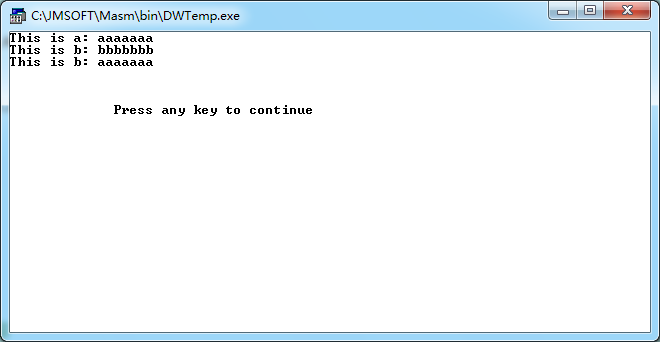 C:\JMSOFT\Masm\bin\DWTemp.exe
This is a: aaaaaaa
This is b: bbbbbbb
This is b: aaaaaaa
Press any key to continue